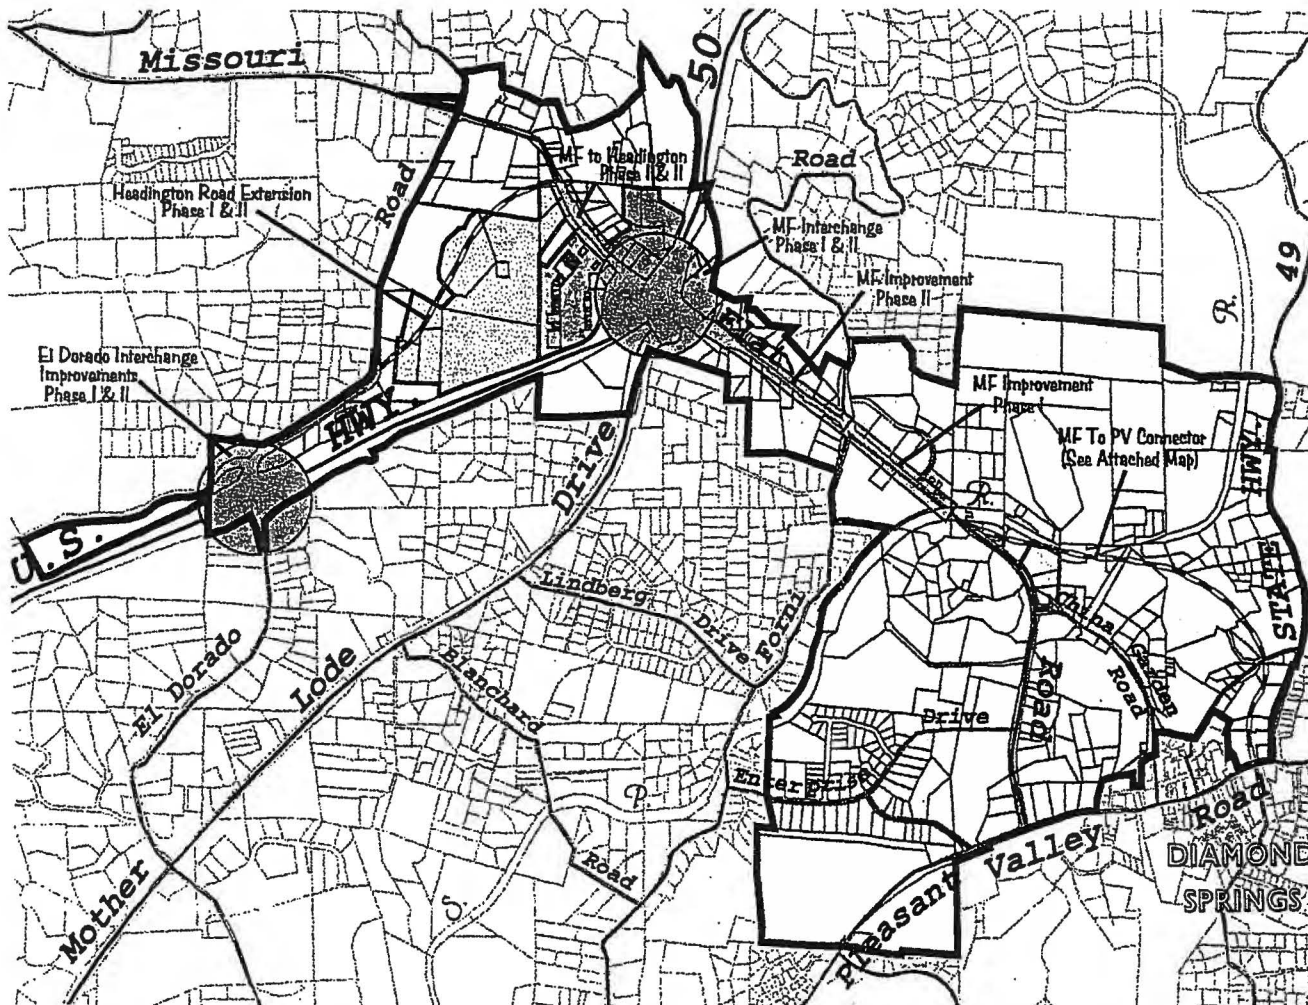 Missouri
50
MF to Headington
Phase I & II
Road
Headington Road Extension
Phase I & II
Road
MF Interchange
Phase I & II
MF Improvement
Phase II
49
R.
El Dorado Interchange
Improvements
Phase I & II
HWY
Flat
MF Improvement
Phase I
MF To PV Connector
(See Attached Map)
HWY.
R.
U. S.
Drive
STATE
Lindberg
Drive
Forni
China
Garden
Road
El Dorado
Lode
Blanchard
Road
Drive
Enterprise
P.
Road
Road
Pleasant Valley
DIAMOND
SPRINGS
Mother
S.